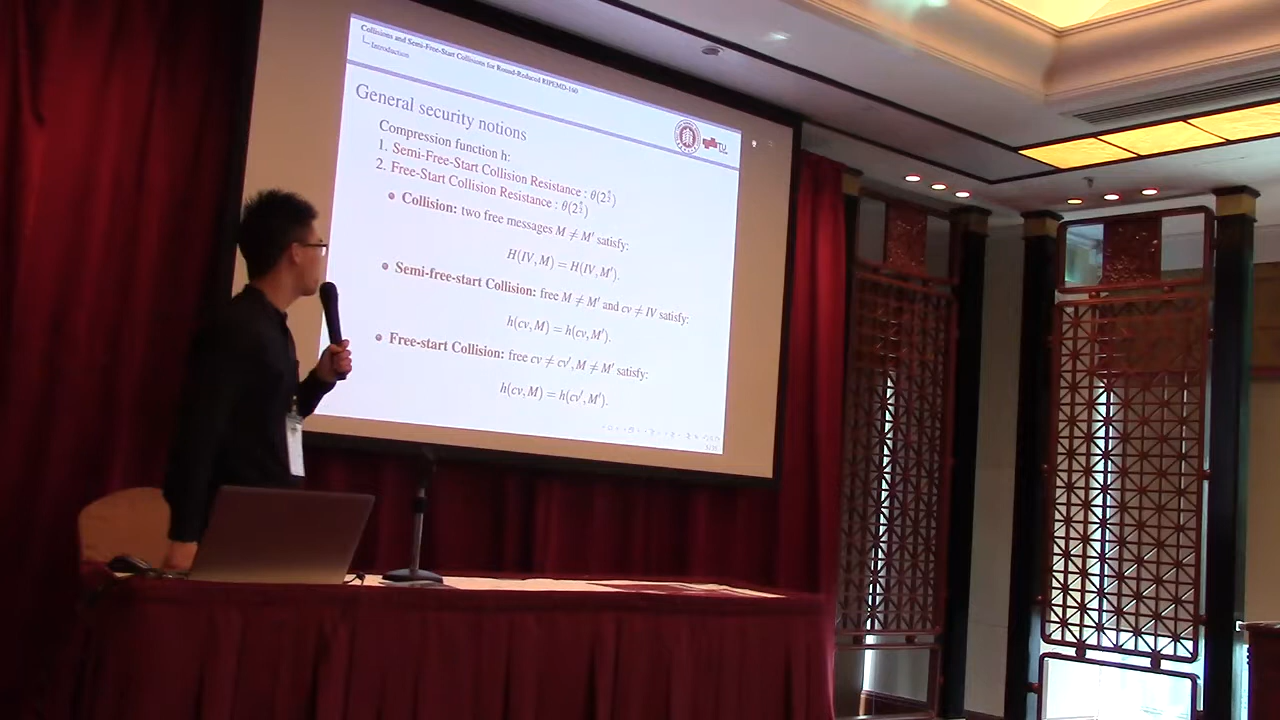 Collisions and Semi-Free-Start Collisions for Round-Reduced RIPEMD-160
Introduction
General security notions
Compression function h:
1. Semi-Free-Start Collision Resistance : θ(2^{n/2})
2. Free-Start Collision Resistance : θ(2^{n/2})
Collision: two free messages M ≠ M′ satisfy:
H(IV, M) = H(IV, M′).
Semi-free-start Collision: free M ≠ M′ and cv ≠ IV satisfy:
h(cv, M) = h(cv, M′).
Free-start Collision: free cv ≠ cv′, M ≠ M′ satisfy:
h(cv, M) = h(cv′, M′).